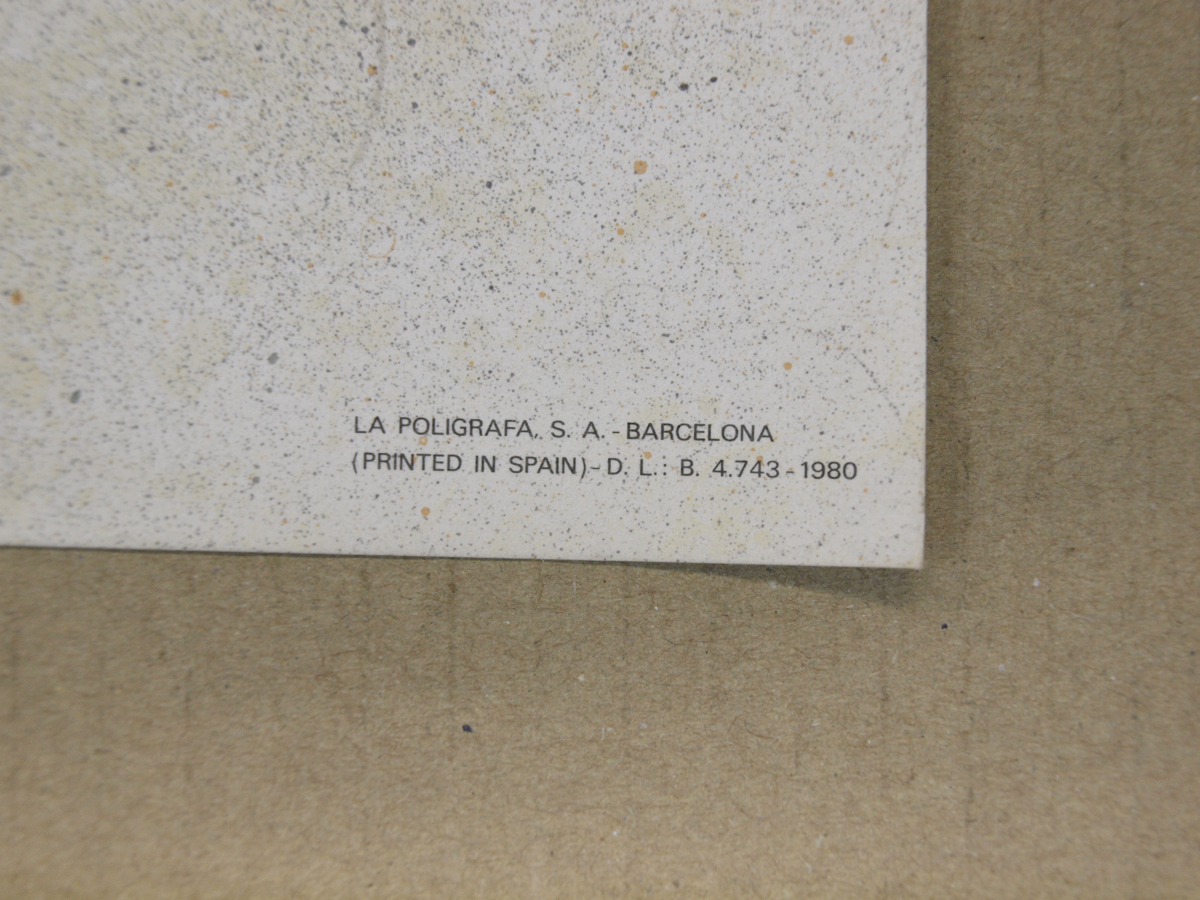 LA POLIGRAFA, S. A. - BARCELONA
(PRINTED IN SPAIN) - D. L.: B. 4.743 - 1980